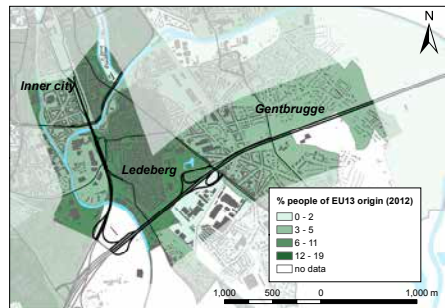 N
Inner city
Gentbrugge
Ledeberg
% people of EU13 origin (2012)
0 - 2
3 - 5
6 - 11
12 - 19
no data
1,000 500 0 1,000 m